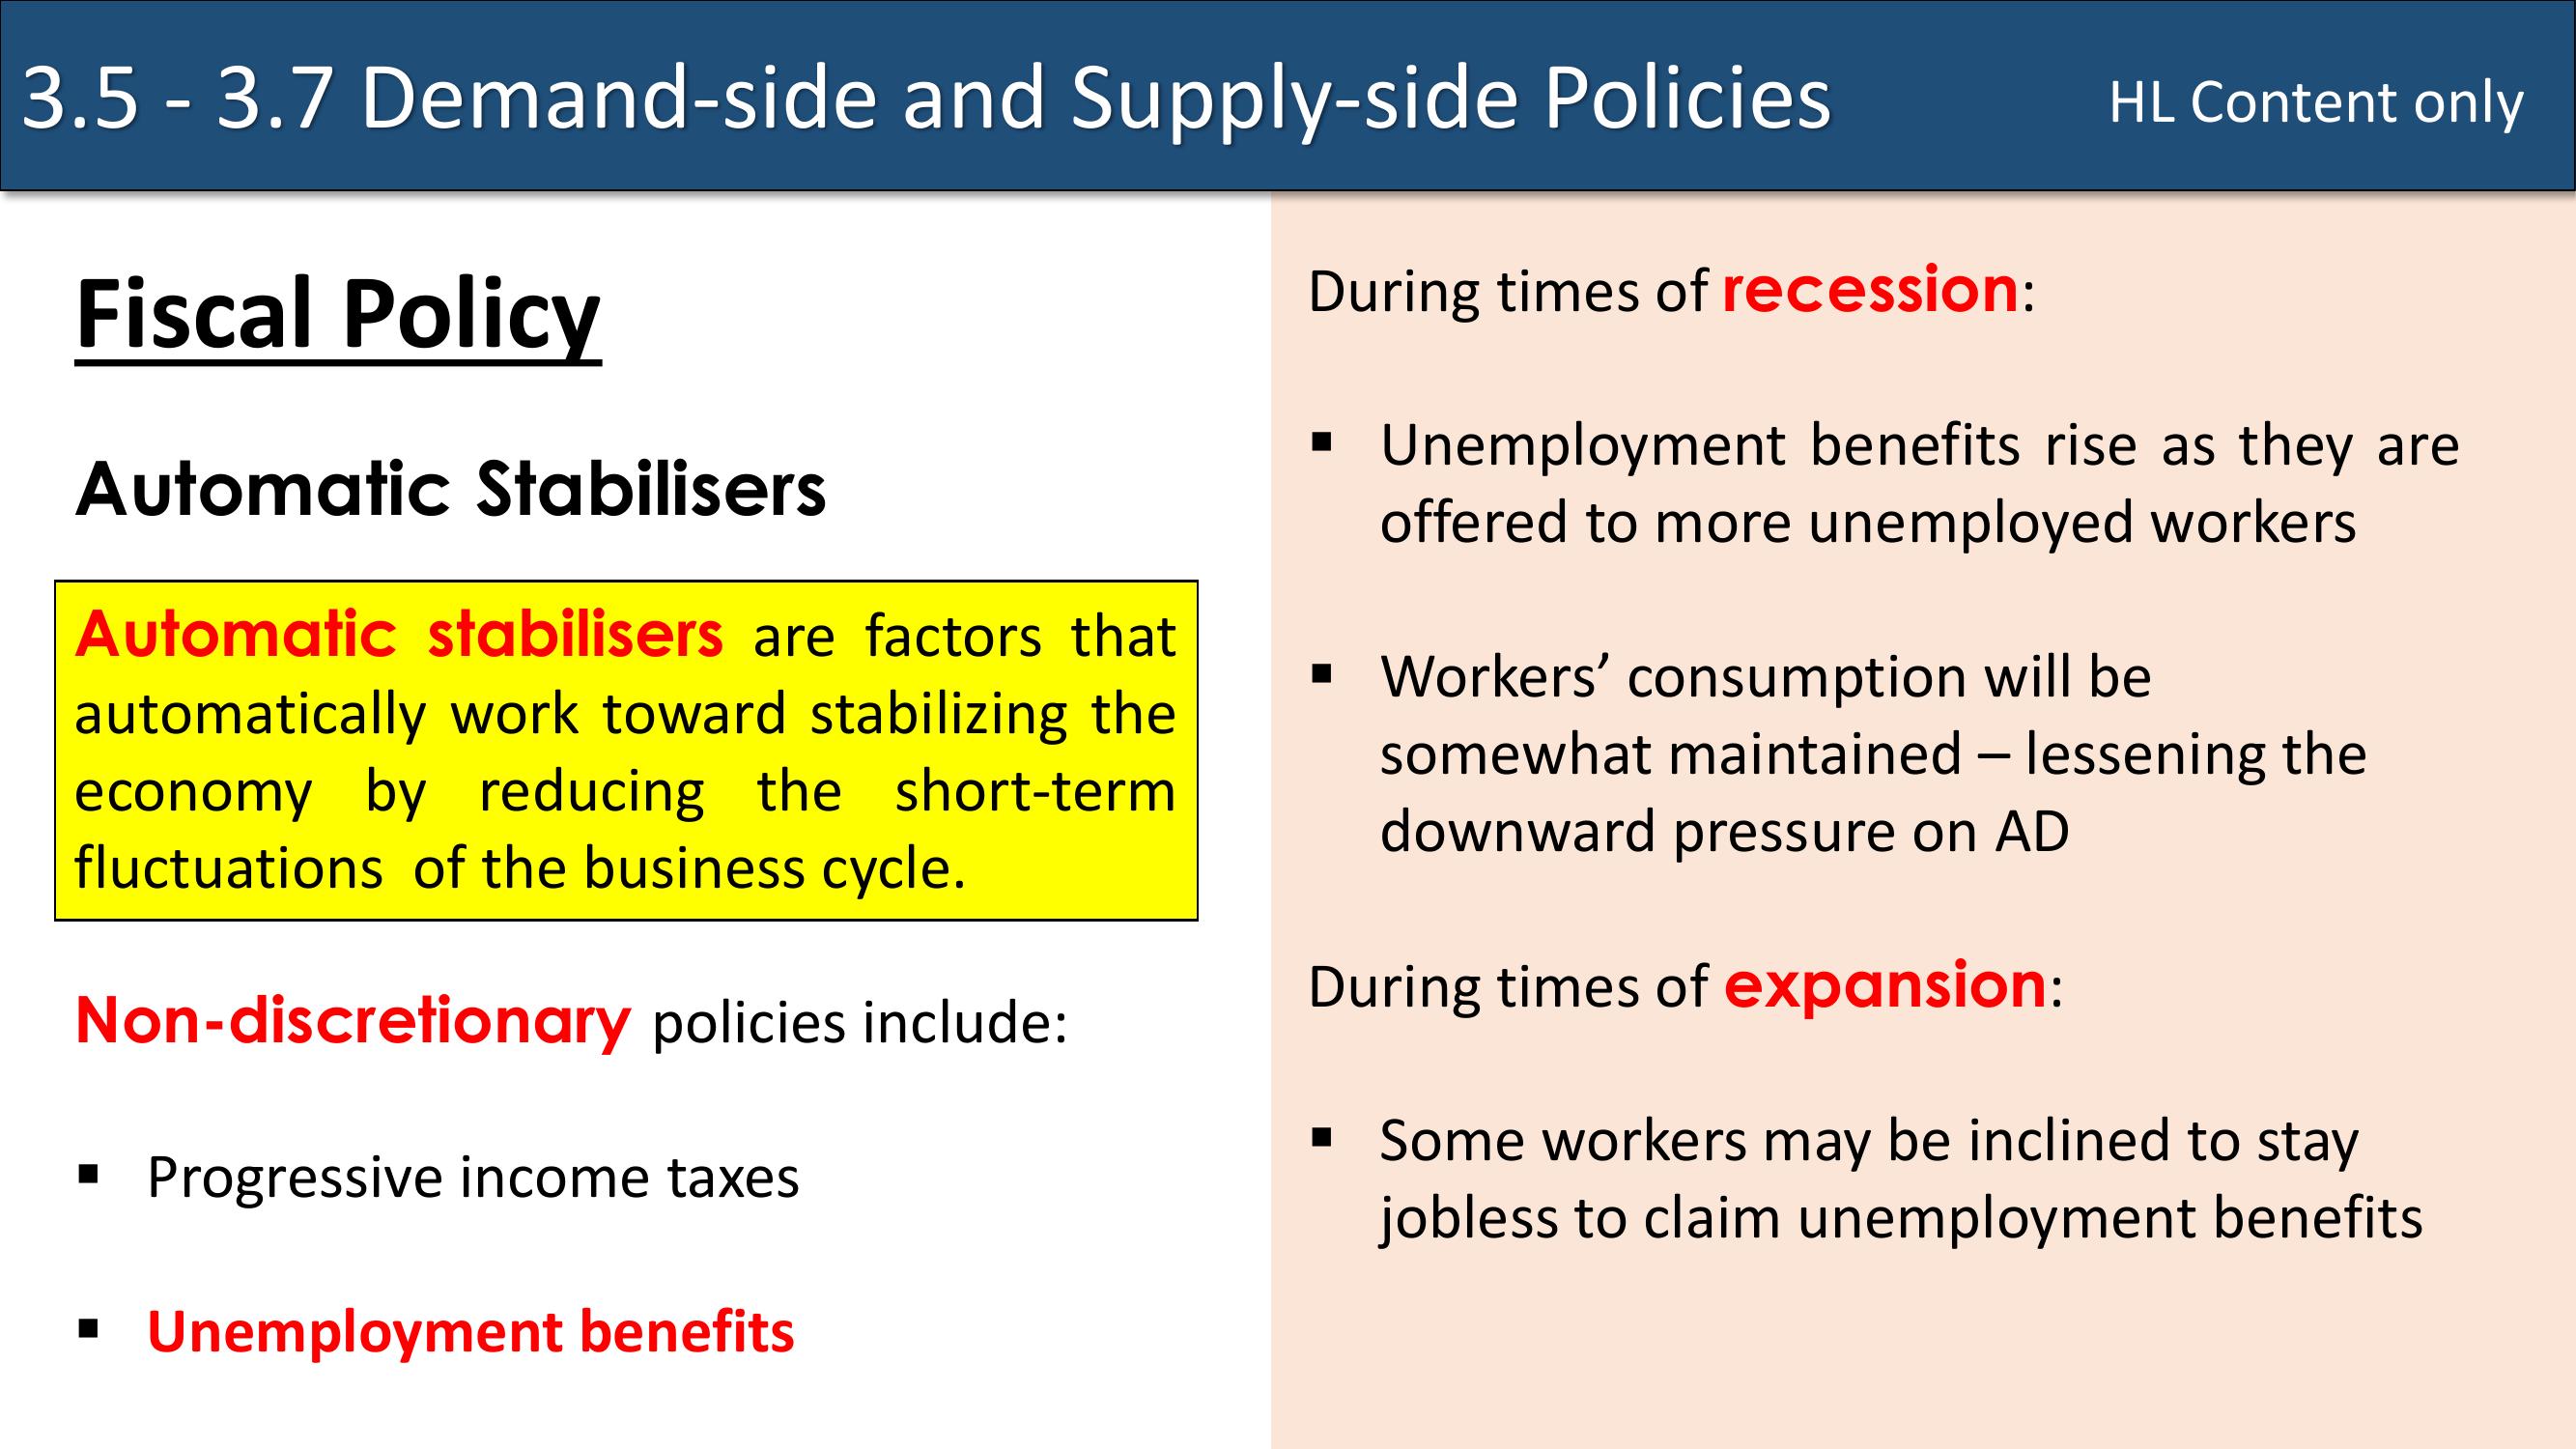 3.5 - 3.7 Demand-side and Supply-side Policies
HL Content only
Fiscal Policy
Automatic Stabilisers
Automatic stabilisers are factors that
automatically work toward stabilizing the
economy by reducing the short-term
fluctuations of the business cycle.
Non-discretionary policies include:
▪ Progressive income taxes
▪ Unemployment benefits
During times of recession:
▪ Unemployment benefits rise as they are
offered to more unemployed workers
▪ Workers’ consumption will be
somewhat maintained – lessening the
downward pressure on AD
During times of expansion:
▪ Some workers may be inclined to stay
jobless to claim unemployment benefits